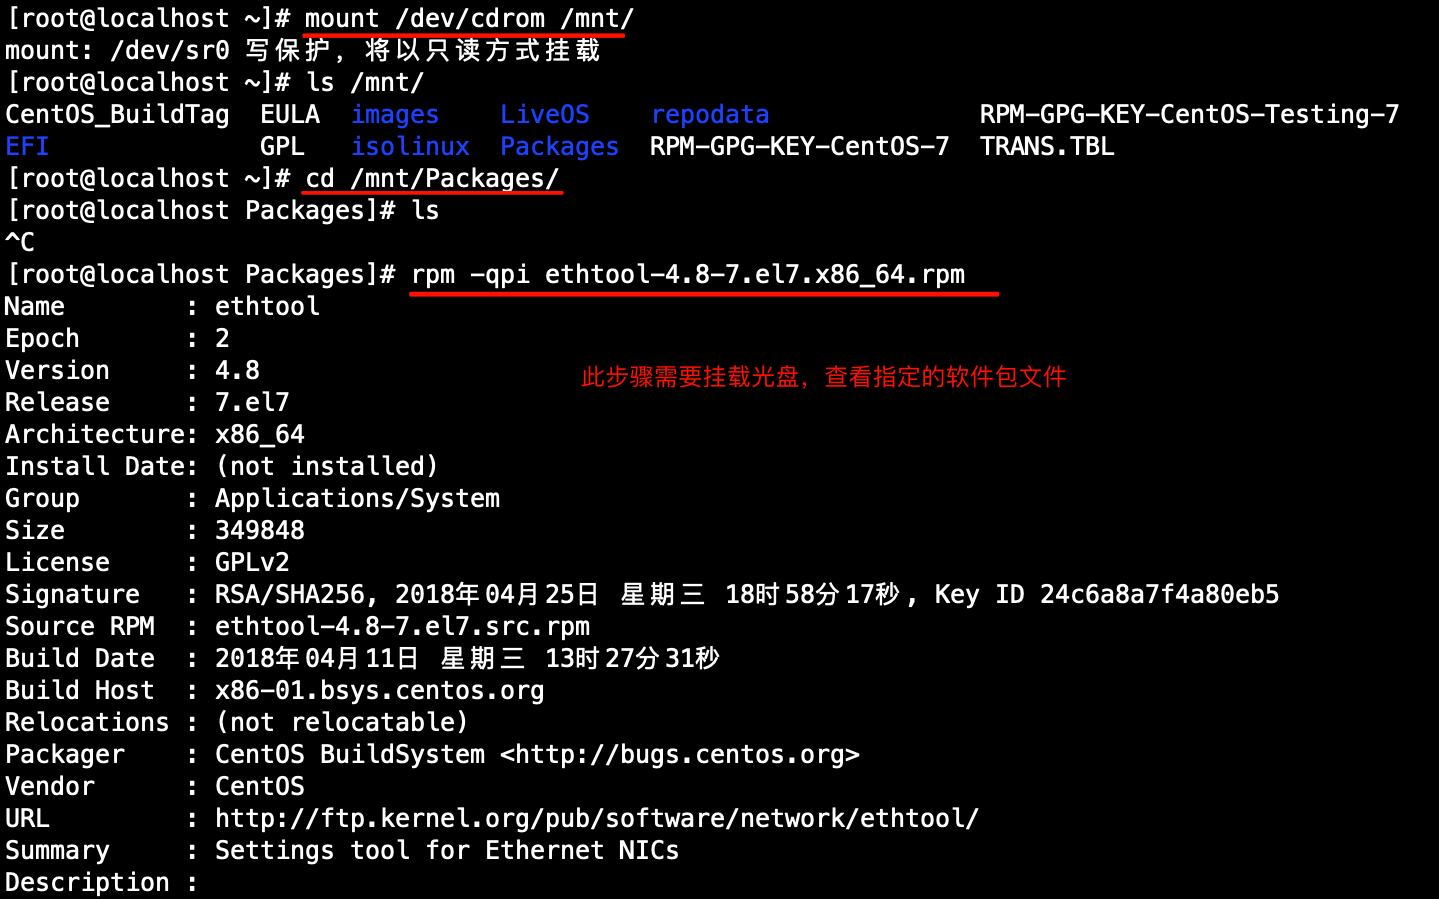 [root@localhost ~]# mount /dev/cdrom /mnt/
mount: /dev/sr0 写保护，将以只读方式挂载
[root@localhost ~]# ls /mnt/
CentOS_BuildTag  EULA  images    LiveOS    repodata              RPM-GPG-KEY-CentOS-Testing-7
EFI              GPL   isolinux  Packages  RPM-GPG-KEY-CentOS-7  TRANS.TBL
[root@localhost ~]# cd /mnt/Packages/
[root@localhost Packages]# ls
^C
[root@localhost Packages]# rpm -qpi ethtool-4.8-7.el7.x86_64.rpm
Name        : ethtool
Epoch       : 2
Version     : 4.8
此步骤需要挂载光盘，查看指定的软件包文件
Release     : 7.el7
Architecture: x86_64
Install Date: (not installed)
Group       : Applications/System
Size        : 349848
License     : GPLv2
Signature   : RSA/SHA256, 2018年04月25日 星期三 18时58分17秒, Key ID 24c6a8a7f4a80eb5
Source RPM  : ethtool-4.8-7.el7.src.rpm
Build Date  : 2018年04月11日 星期三 13时27分31秒
Build Host  : x86-01.bsys.centos.org
Relocations : (not relocatable)
Packager    : CentOS BuildSystem <http://bugs.centos.org>
Vendor      : CentOS
URL         : http://ftp.kernel.org/pub/software/network/ethtool/
Summary     : Settings tool for Ethernet NICs
Description :